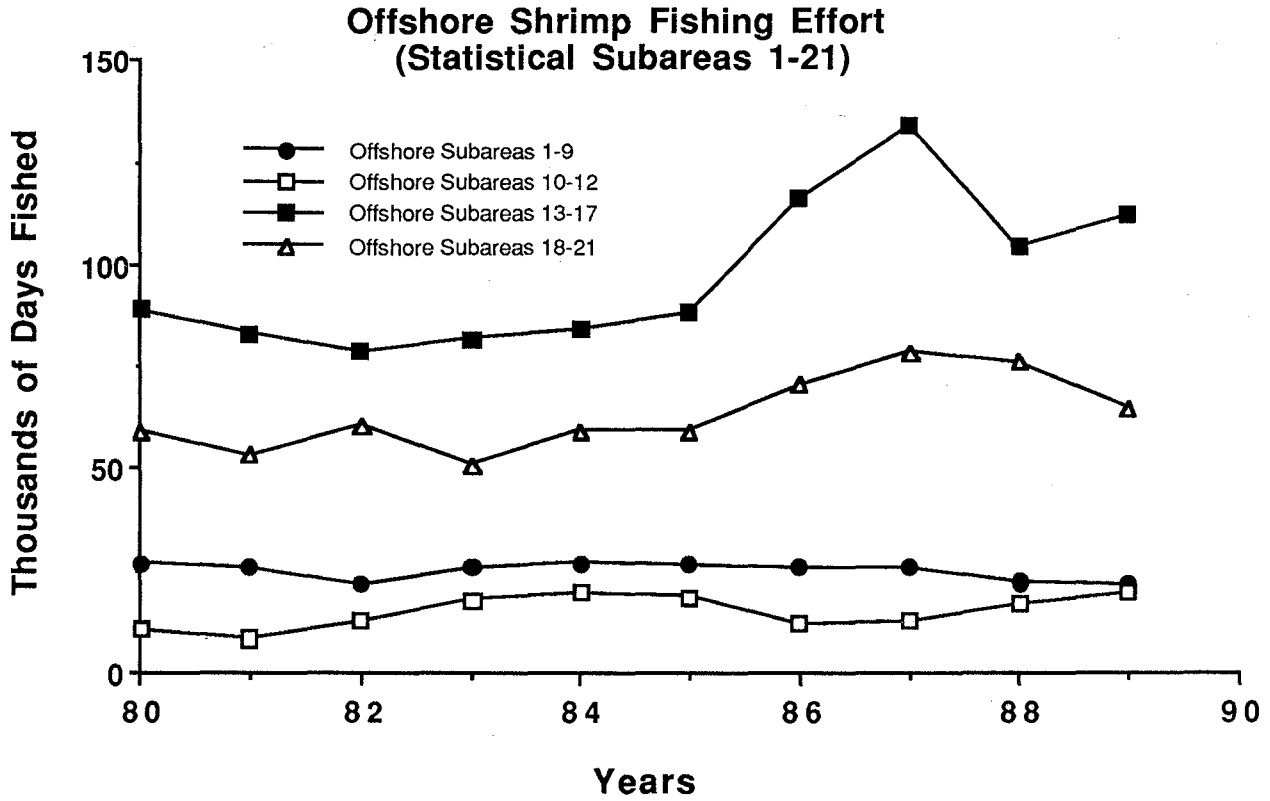 Offshore Shrimp Fishing Effort
(Statistical Subareas 1-21)
150
100
50
0
Thousands of Days Fished
Offshore Subareas 1-9
Offshore Subareas 10-12
Offshore Subareas 13-17
Offshore Subareas 18-21
80 82 84 86 88 90
Years